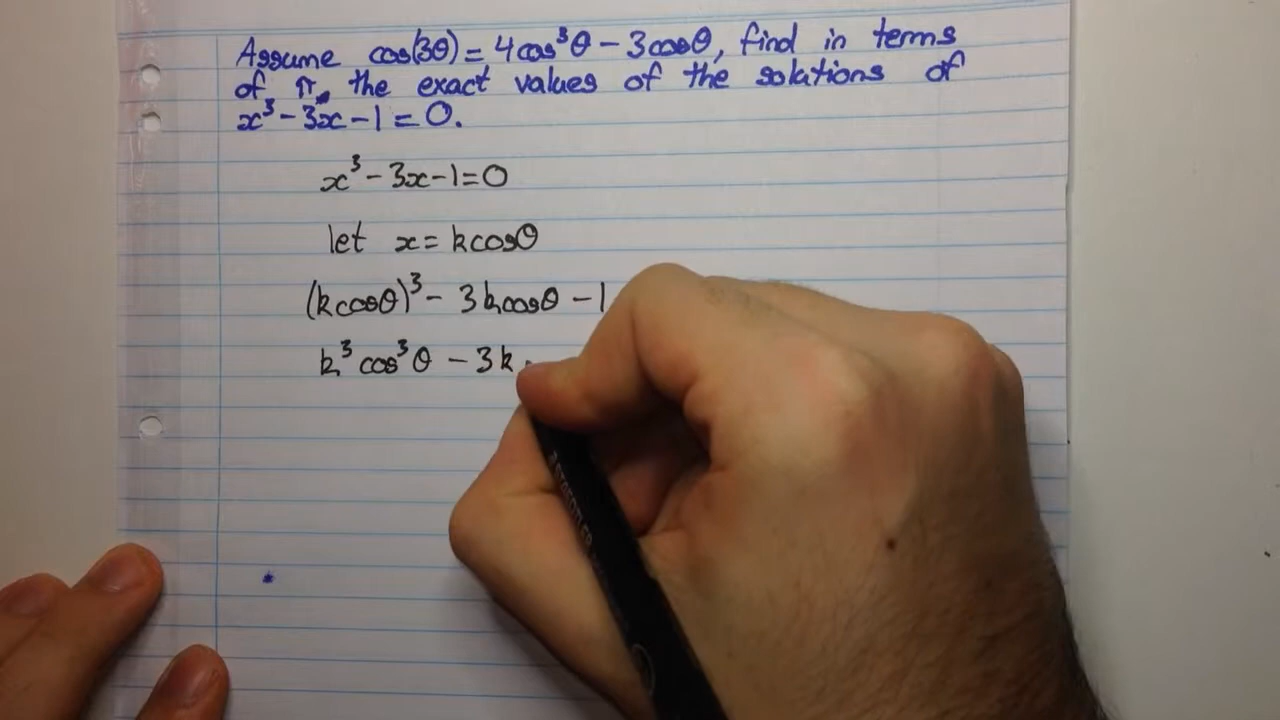 Assume cos(3θ) = 4cos³θ - 3cosθ, find in terms
of π, the exact values of the solutions of
x³ - 3x - 1 = 0.
x³ - 3x - 1 = 0
let x = kcosθ
(kcosθ)³ - 3kcosθ - 1
k³cos³θ - 3k
STAEDTLER